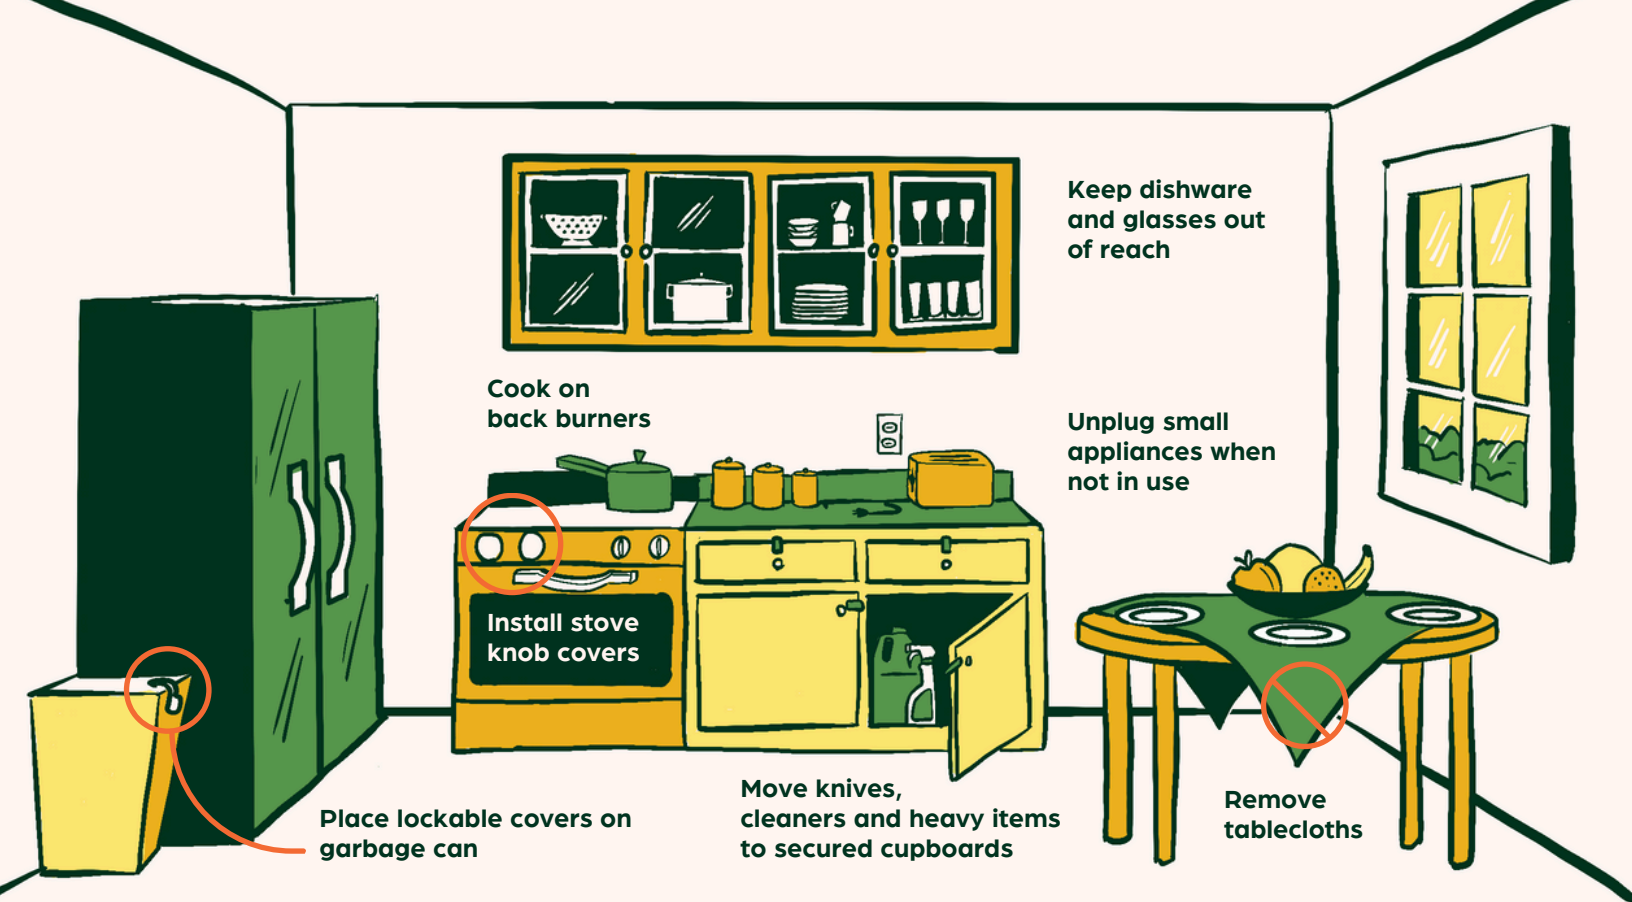 Keep dishware
and glasses out
of reach
Cook on
back burners
Unplug small
appliances when
not in use
Install stove
knob covers
Place lockable covers on
garbage can
Move knives,
cleaners and heavy items
to secured cupboards
Remove
tablecloths